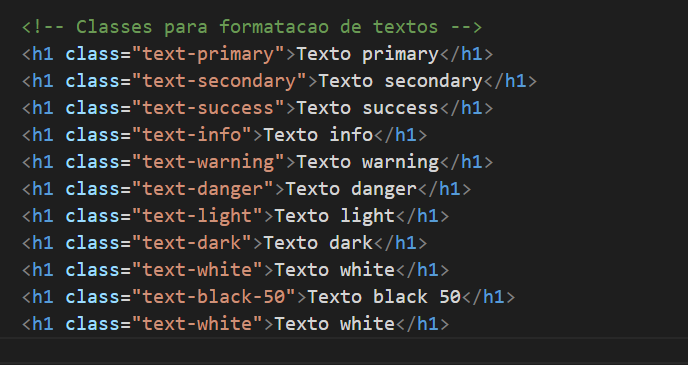 <!-- Classes para formatacao de textos -->
<h1 class="text-primary">Texto primary</h1>
<h1 class="text-secondary">Texto secondary</h1>
<h1 class="text-success">Texto success</h1>
<h1 class="text-info">Texto info</h1>
<h1 class="text-warning">Texto warning</h1>
<h1 class="text-danger">Texto danger</h1>
<h1 class="text-light">Texto light</h1>
<h1 class="text-dark">Texto dark</h1>
<h1 class="text-white">Texto white</h1>
<h1 class="text-black-50">Texto black 50</h1>
<h1 class="text-white">Texto white</h1>